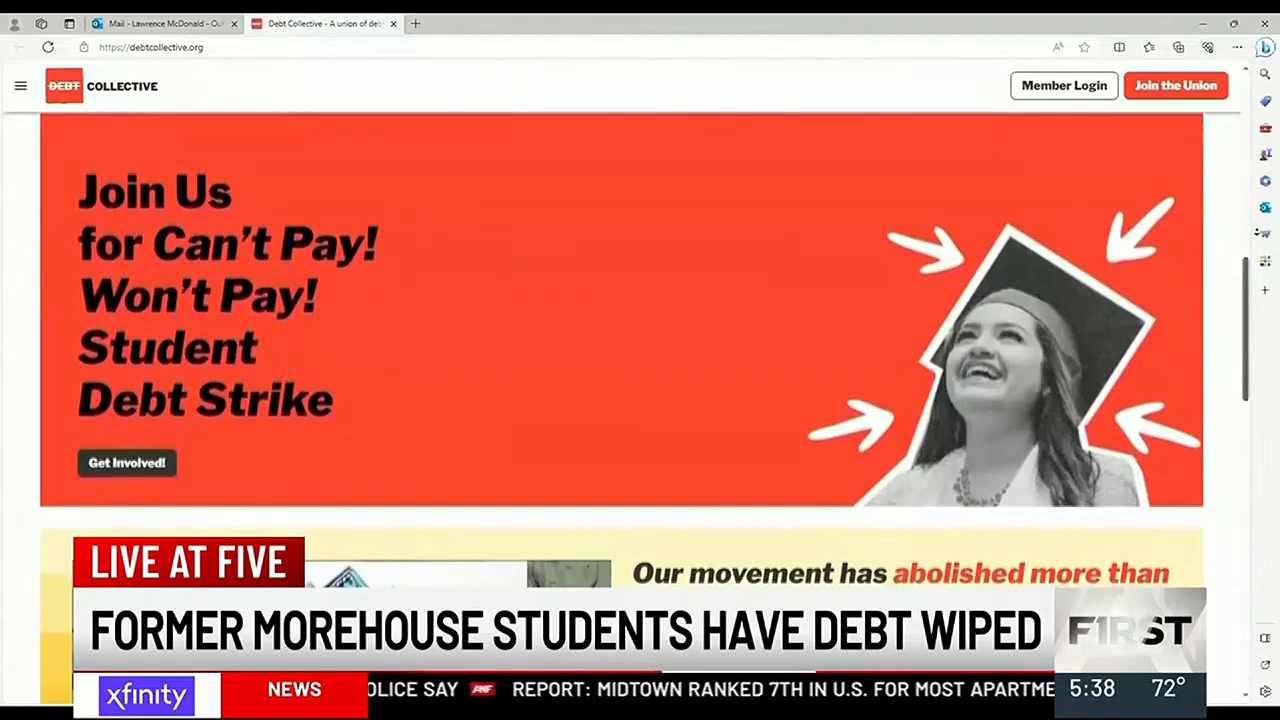 Mail - Lawrence McDonald - Ou
Debt Collective - A union of deb
https://debtcollective.org
DEBT COLLECTIVE
Member Login
Join the Union
Join Us
for Can't Pay!
Won't Pay!
Student
Debt Strike
Get Involved!
Our movement has abolished more than
LIVE AT FIVE
FORMER MOREHOUSE STUDENTS HAVE DEBT WIPED
F1RST
xfinity
NEWS
OLICE SAY ANF REPORT: MIDTOWN RANKED 7TH IN U.S. FOR MOST APARTME
5:38 72°